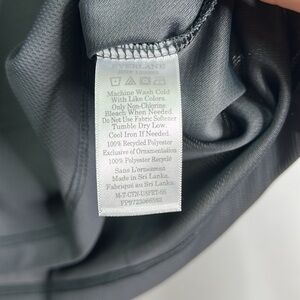 EVERLANE
Machine Wash Cold
With Like Colors.
Only Non-Chlorine
Bleach When Needed.
Do Not Use Fabric Softener
Tumble Dry Low.
Cool Iron If Needed.
100% Recycled Polyester
Exclusive of Ornamentation
100% Polyester Recyclé
Sans L'ornement
Made in Sri Lanka
Fabriqué au Sri Lanka